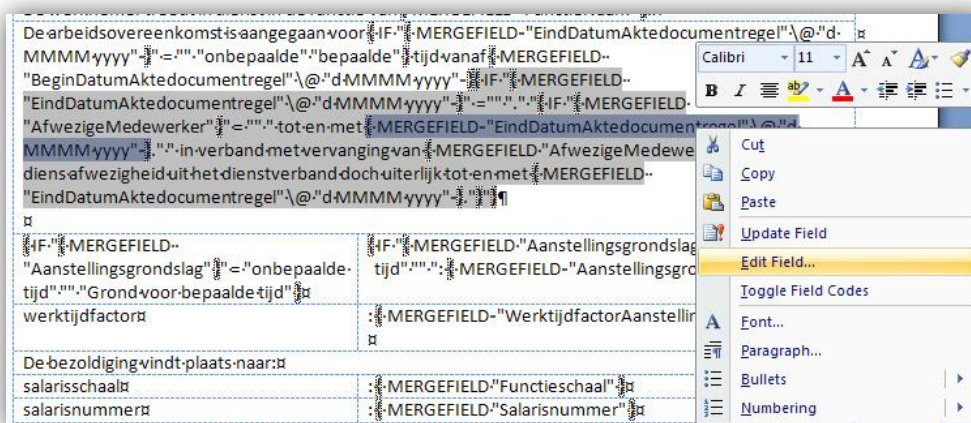 De·arbeidsovereenkomst·is·aangegaan·voor{·IF·"{·MERGEFIELD·"EindDatumAktedocumentregel"·\@·"d·
MMMM·yyyy"·}"·=·""·"onbepaalde"·"bepaalde"·}·tijd·vanaf{·MERGEFIELD··
"BeginDatumAktedocumentregel"·\@·"d·MMMM·yyyy"·}{·IF·"{·MERGEFIELD··
"EindDatumAktedocumentregel"·\@·"d·MMMM·yyyy"·}"·=""·"."·"{·IF·"{·MERGEFIELD·
"AfwezigeMedewerker"·}"·=·""·"·tot·en·met{·MERGEFIELD·"EindDatumAktedocumentregel"·\@·"d·
MMMM·yyyy"·}."·"·in·verband·met·vervanging·van·{·MERGEFIELD·"AfwezigeMedewe
diens·afwezigheid·uit·het·dienstverband·doch·uiterlijk·tot·en·met·{·MERGEFIELD··
"EindDatumAktedocumentregel"·\@·"d·MMMM·yyyy"·}."}"}¶
¤
{·IF·"{·MERGEFIELD··
"Aanstellingsgrondslag"·}"·=·"onbepaalde·
tijd"·""·"Grond·voor·bepaalde·tijd"·}¤
{·IF·"{·MERGEFIELD·"Aanstellingsgrondslag
tijd"·""·":·{·MERGEFIELD·"Aanstellingsgro
werktijdfactor¤
:{·MERGEFIELD·"WerktijdfactorAanstellin
¤
De·bezoldiging·vindt·plaats·naar:¤
salarisschaal¤ :{·MERGEFIELD·"Functieschaal"·}¤
salarisnummer¤ :{·MERGEFIELD·"Salarisnummer"·}¤
Calibri 11 A A A
B I ab A
Cut
Copy
Paste
Update Field
Edit Field...
Toggle Field Codes
A Font...
Paragraph...
Bullets
Numbering